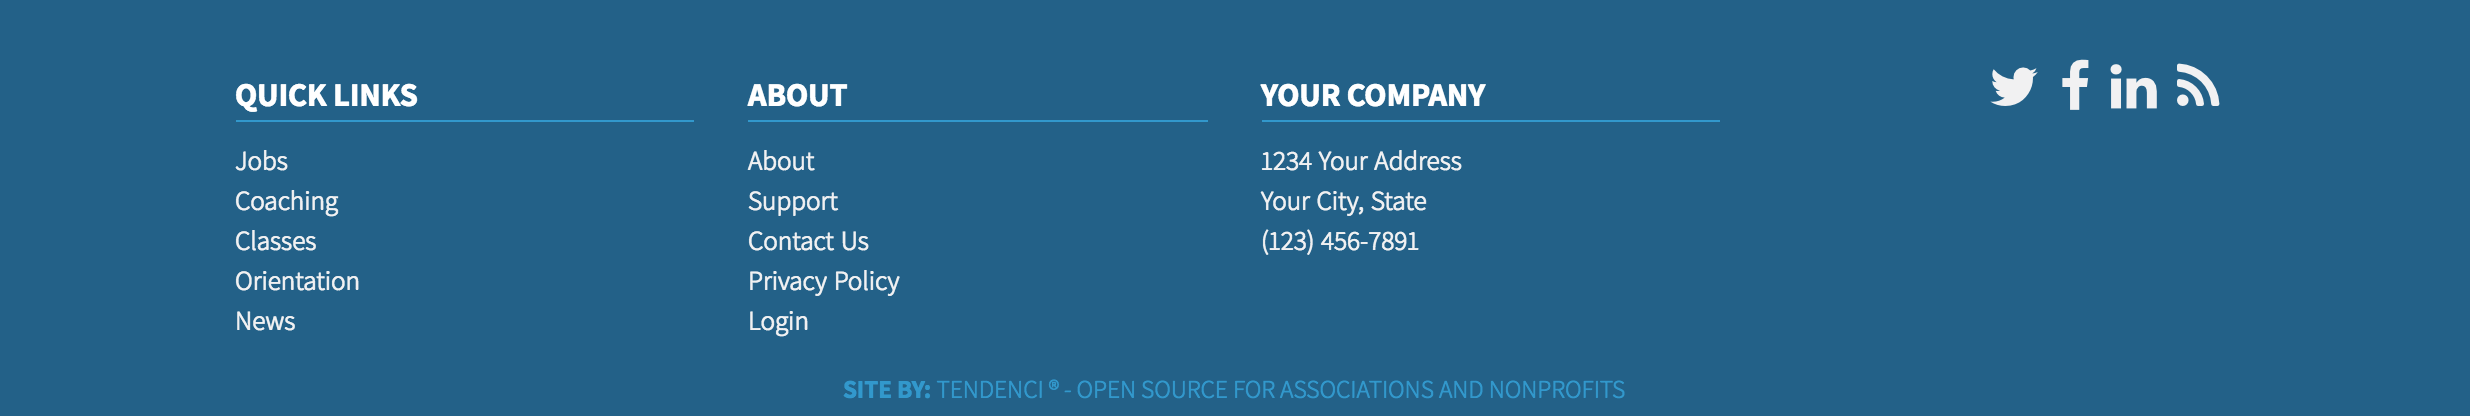 QUICK LINKS
Jobs
Coaching
Classes
Orientation
News
ABOUT
About
Support
Contact Us
Privacy Policy
Login
YOUR COMPANY
1234 Your Address
Your City, State
(123) 456-7891
SITE BY: TENDENCI ® - OPEN SOURCE FOR ASSOCIATIONS AND NONPROFITS